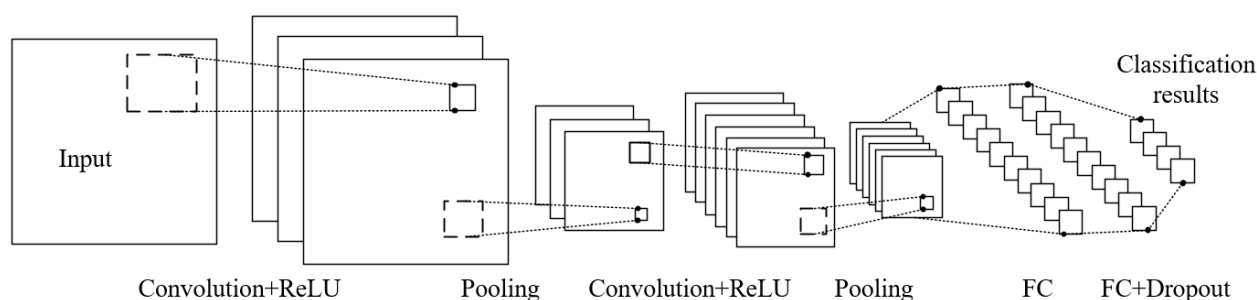 Classification
results
Input
Convolution+ReLU
Pooling
Convolution+ReLU
Pooling
FC
FC+Dropout